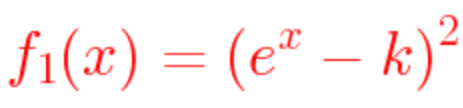 f₁(x) = (eˣ − k)²